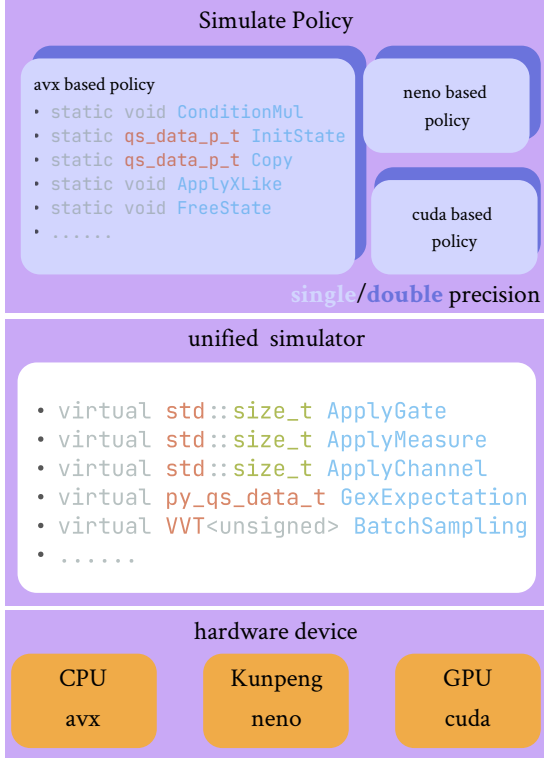 Simulate Policy
avx based policy
• static void ConditionMul
• static qs_data_p_t InitState
• static qs_data_p_t Copy
• static void ApplyXLike
• static void FreeState
• ......
neno based
policy
cuda based
policy
single/double precision
unified simulator
• virtual std::size_t ApplyGate
• virtual std::size_t ApplyMeasure
• virtual std::size_t ApplyChannel
• virtual py_qs_data_t GexExpectation
• virtual VVT<unsigned> BatchSampling
• ......
hardware device
CPU
avx
Kunpeng
neno
GPU
cuda